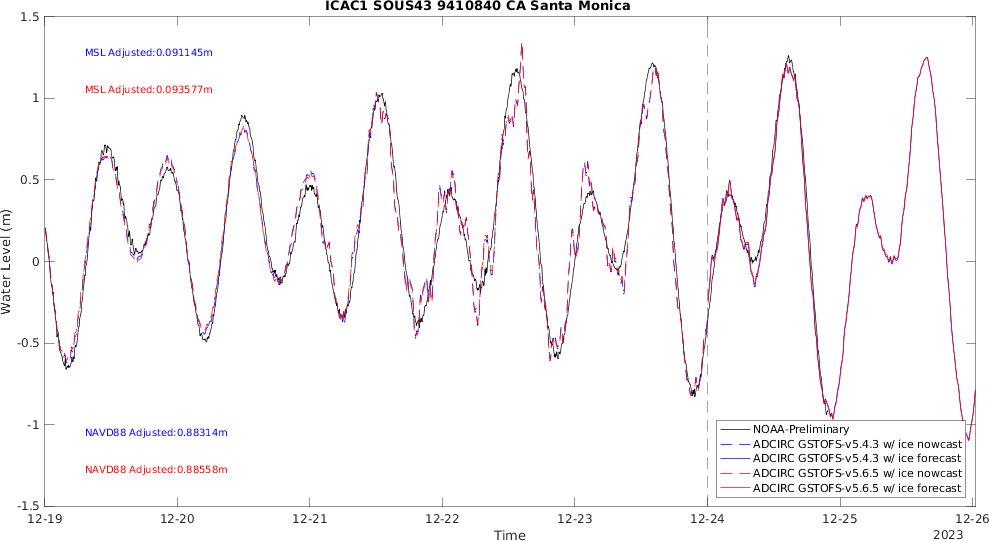 ICAC1 SOUS43 9410840 CA Santa Monica
1.5
1
0.5
0
-0.5
-1
-1.5
Water Level (m)
MSL Adjusted:0.091145m
MSL Adjusted:0.093577m
NAVD88 Adjusted:0.88314m
NAVD88 Adjusted:0.88558m
NOAA-Preliminary
ADCIRC GSTOFS-v5.4.3 w/ ice nowcast
ADCIRC GSTOFS-v5.4.3 w/ ice forecast
ADCIRC GSTOFS-v5.6.5 w/ ice nowcast
ADCIRC GSTOFS-v5.6.5 w/ ice forecast
12-19
12-20
12-21
12-22
12-23
12-24
12-25
12-26
Time
2023